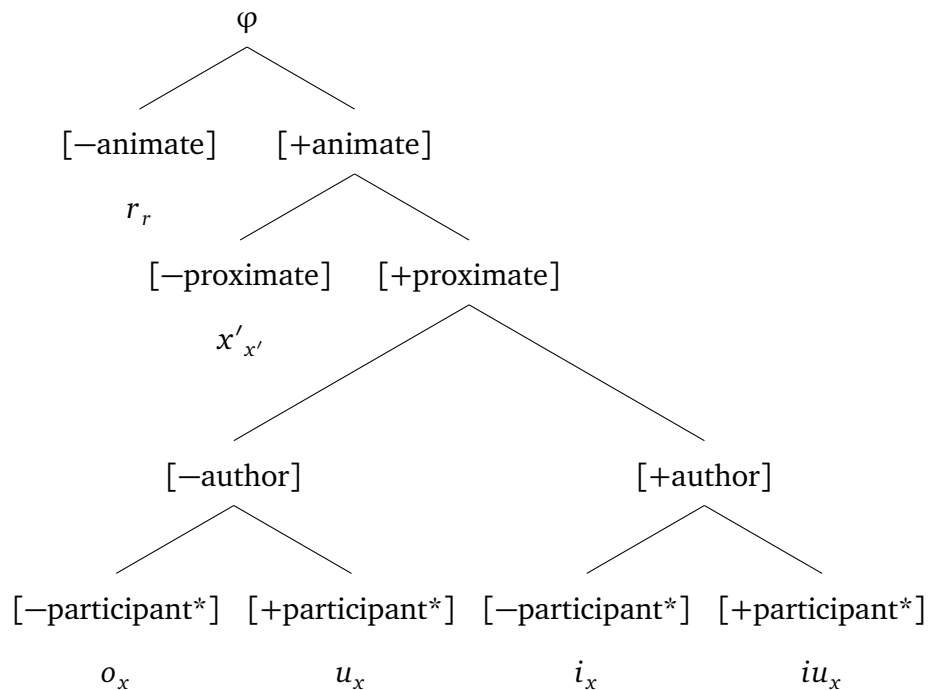 φ
[−animate] [+animate]
r_r
[−proximate] [+proximate]
x′_x′
[−author] [+author]
[−participant*] [+participant*] [−participant*] [+participant*]
o_x u_x i_x iu_x